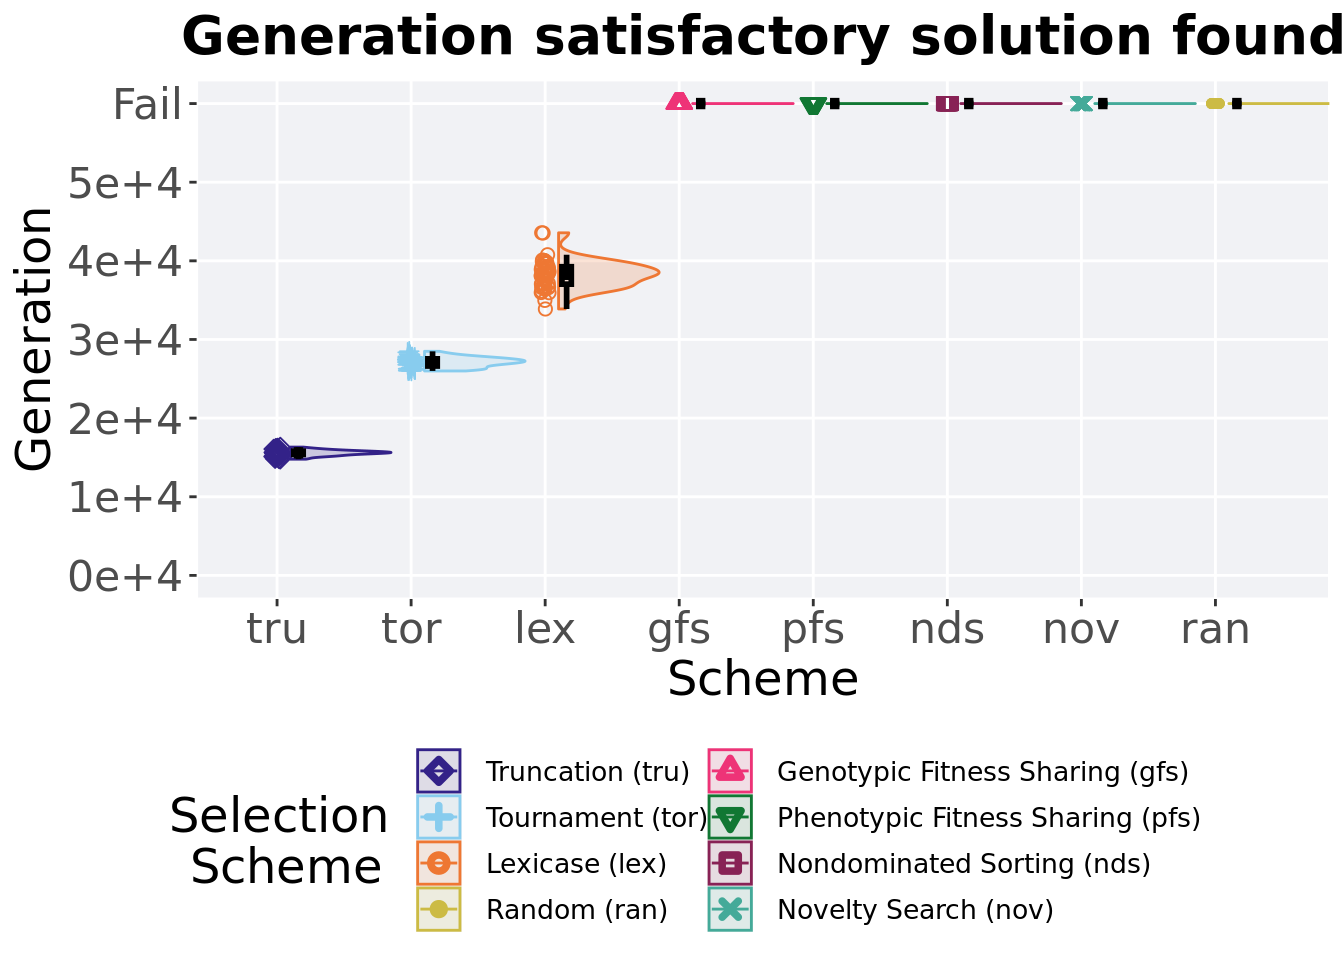 Generation satisfactory solution found
Generation
Fail
5e+4
4e+4
3e+4
2e+4
1e+4
0e+4
tru tor lex gfs pfs nds nov ran
Scheme
Selection
Scheme
Truncation (tru)
Tournament (tor)
Lexicase (lex)
Random (ran)
Genotypic Fitness Sharing (gfs)
Phenotypic Fitness Sharing (pfs)
Nondominated Sorting (nds)
Novelty Search (nov)